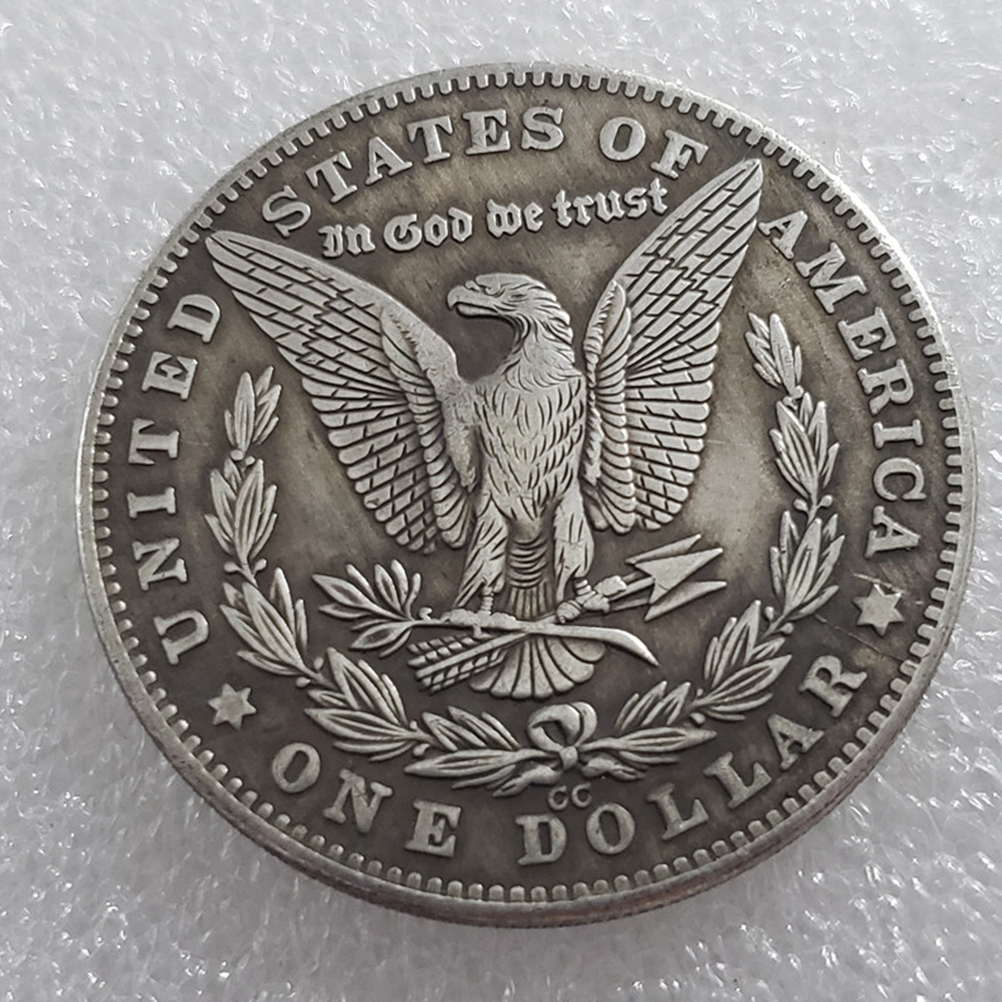 UNITED STATES OF AMERICA
In God we trust
CC
ONE DOLLAR